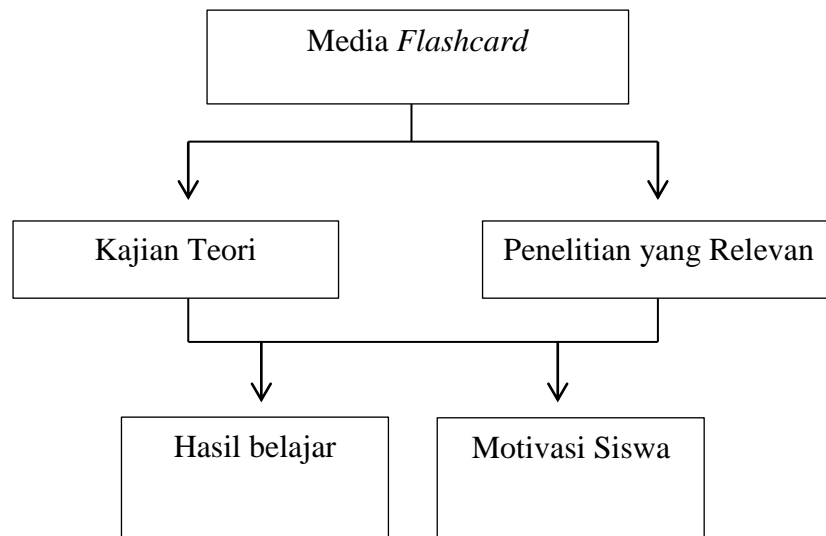 Media Flashcard
Kajian Teori
Penelitian yang Relevan
Hasil belajar
Motivasi Siswa